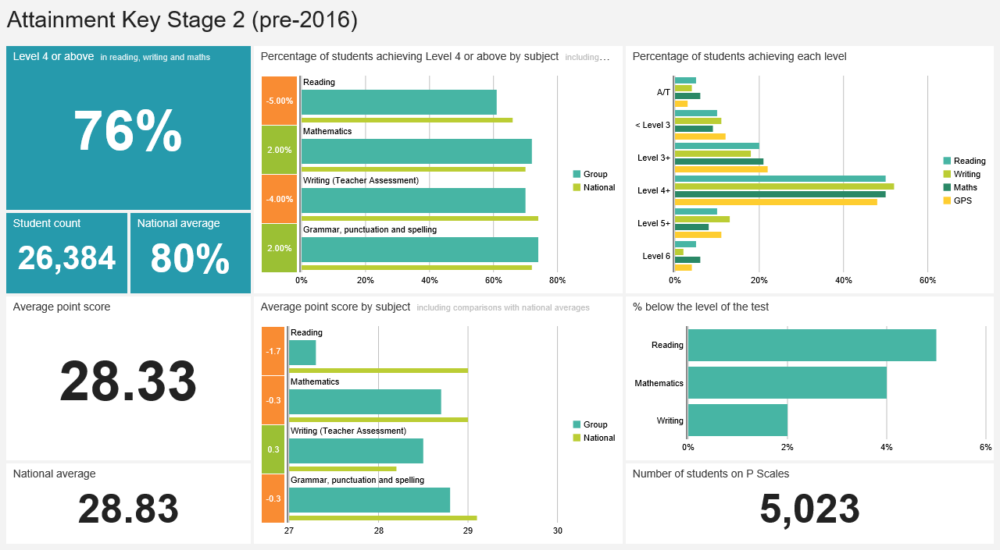 Attainment Key Stage 2 (pre-2016)
Level 4 or above in reading, writing and maths
76%
Student count
26,384
National average
80%
Percentage of students achieving Level 4 or above by subject including...
-5.00%
Reading
2.00%
Mathematics
-4.00%
Writing (Teacher Assessment)
2.00%
Grammar, punctuation and spelling
0% 20% 40% 60% 80%
Group
National
Percentage of students achieving each level
A/T
< Level 3
Level 3+
Level 4+
Level 5+
Level 6
0% 20% 40% 60%
Reading
Writing
Maths
GPS
Average point score
28.33
National average
28.83
Average point score by subject including comparisons with national averages
-1.7
Reading
-0.3
Mathematics
0.3
Writing (Teacher Assessment)
-0.3
Grammar, punctuation and spelling
27 28 29 30
Group
National
% below the level of the test
Reading
Mathematics
Writing
0% 2% 4% 6%
Number of students on P Scales
5,023